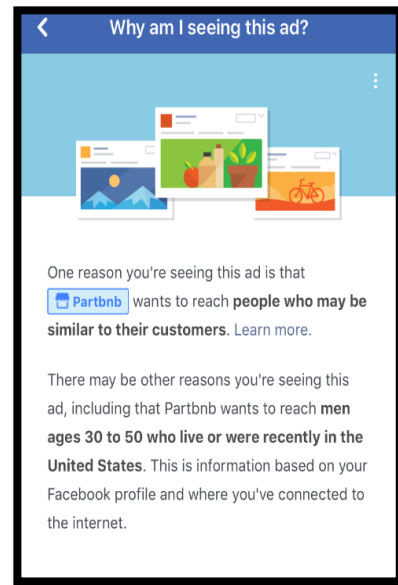 Why am I seeing this ad?
One reason you're seeing this ad is that
Partbnb wants to reach people who may be
similar to their customers. Learn more.
There may be other reasons you're seeing this
ad, including that Partbnb wants to reach men
ages 30 to 50 who live or were recently in the
United States. This is information based on your
Facebook profile and where you've connected to
the internet.